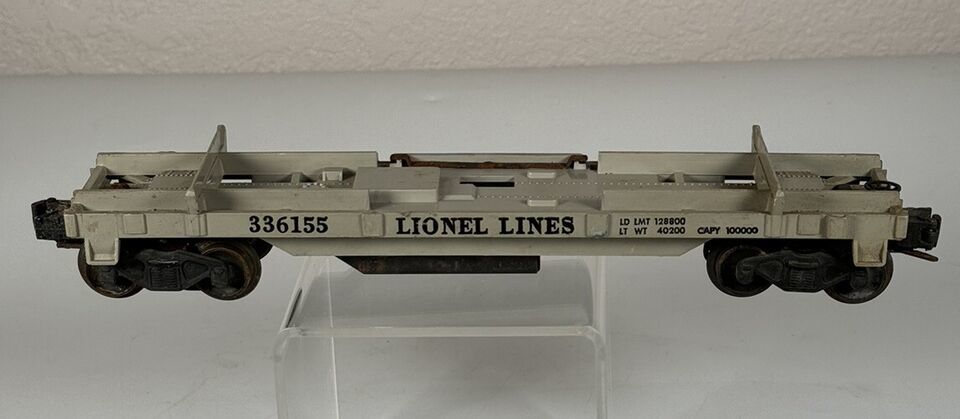 336155 LIONEL LINES LD LMT 128800
LT WT 40200 CAPY 100000